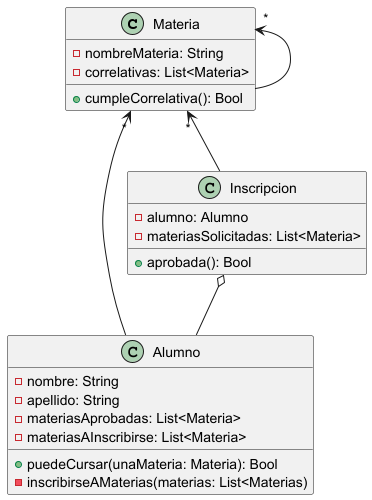 C Materia
nombreMateria: String
correlativas: List<Materia>
cumpleCorrelativa(): Bool
*
*
*
C Inscripcion
alumno: Alumno
materiasSolicitadas: List<Materia>
aprobada(): Bool
C Alumno
nombre: String
apellido: String
materiasAprobadas: List<Materia>
materiasAInscribirse: List<Materia>
puedeCursar(unaMateria: Materia): Bool
inscribirseAMaterias(materias: List<Materias)